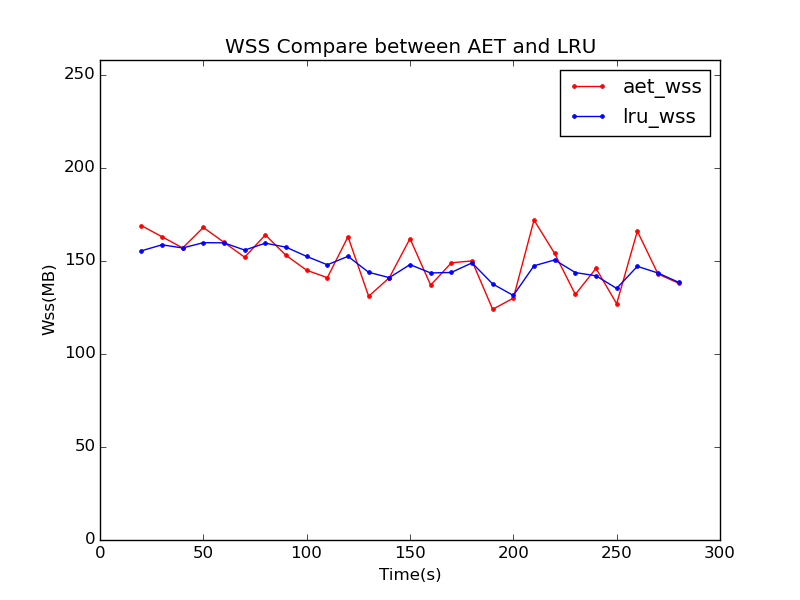 WSS Compare between AET and LRU
aet_wss
lru_wss
Wss(MB)
250
200
150
100
50
0
0 50 100 150 200 250 300
Time(s)